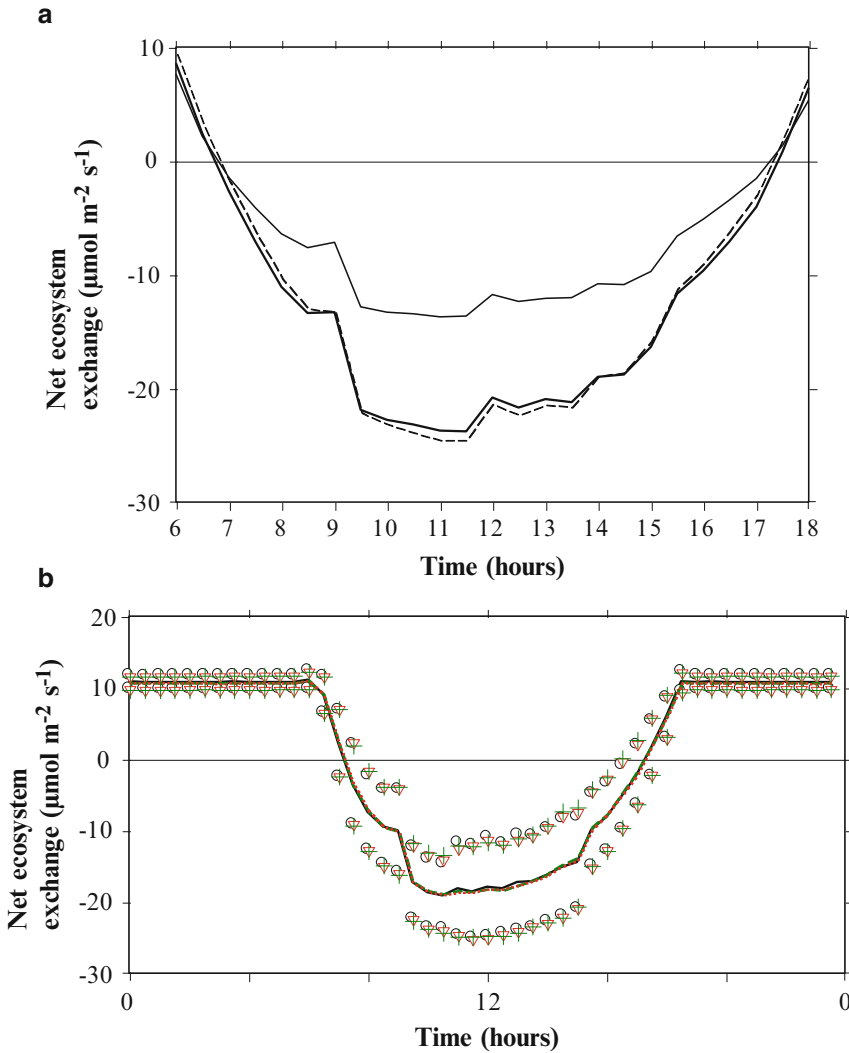 a
10
0
-10
-20
-30
Net ecosystem
exchange (µmol m-2 s-1)
6 7 8 9 10 11 12 13 14 15 16 17 18
Time (hours)
b
20
10
0
-10
-20
-30
Net ecosystem
exchange (µmol m-2 s-1)
0 12 0
Time (hours)